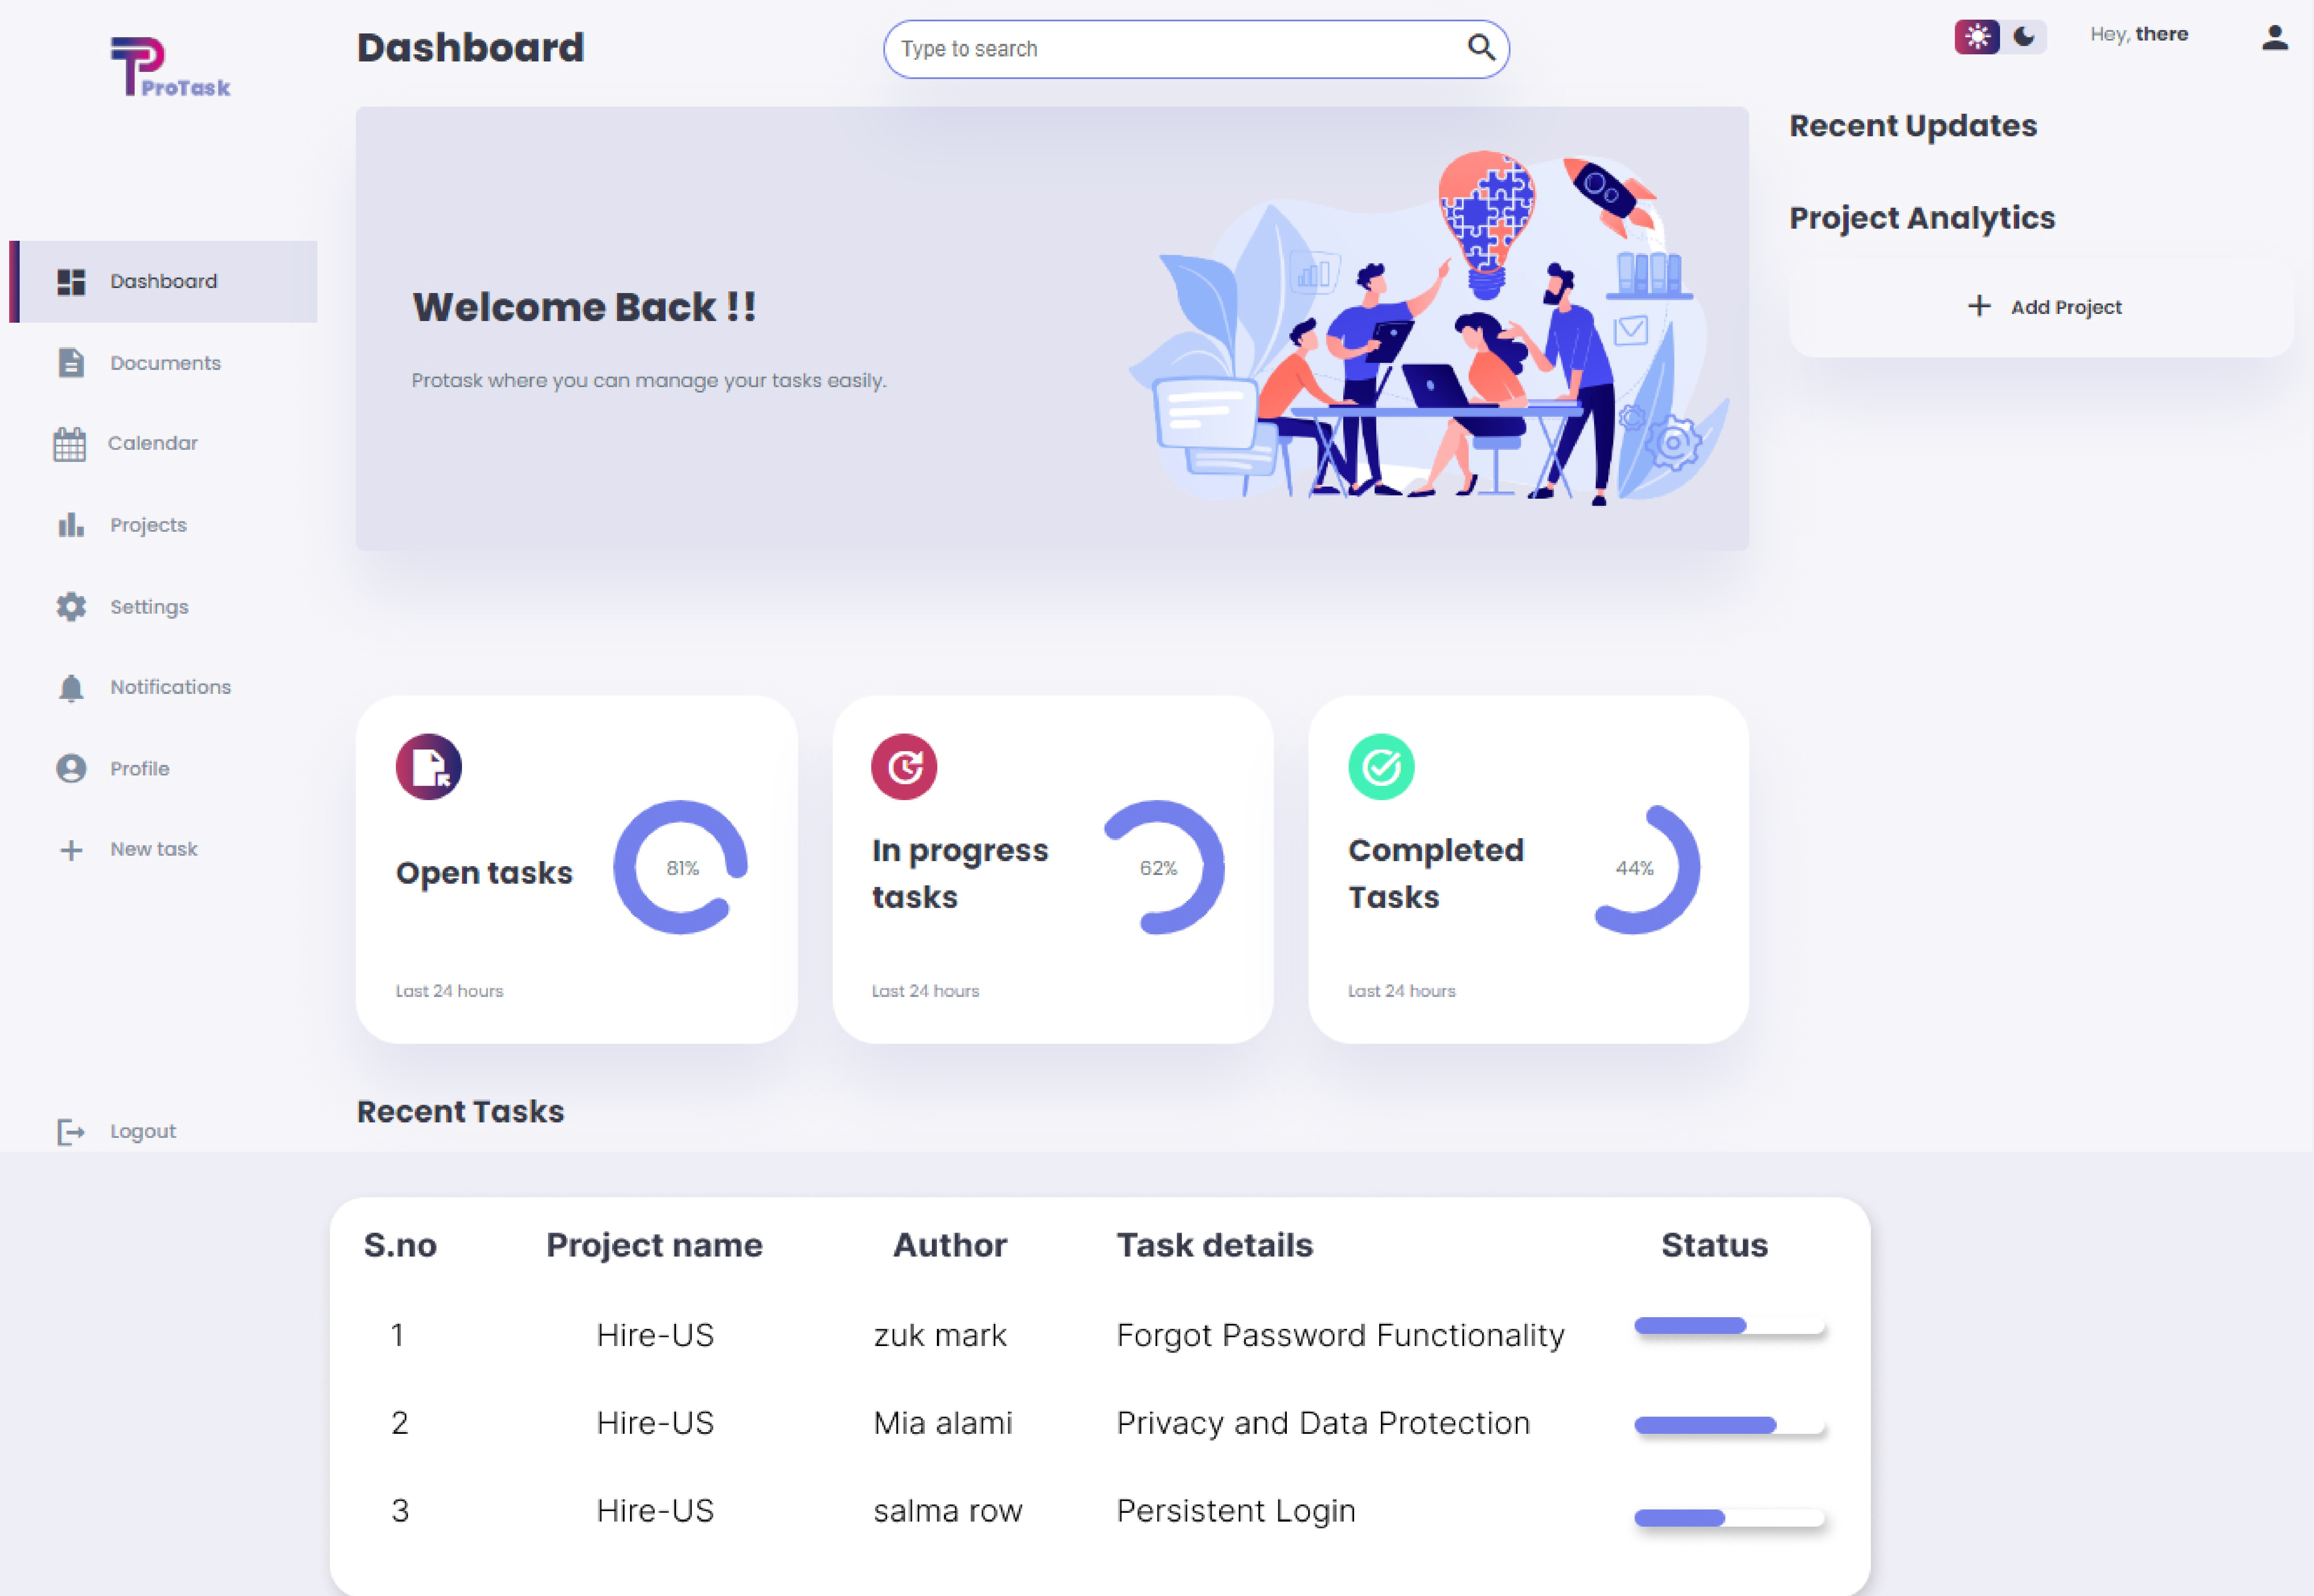 ProTask
Dashboard
Type to search
Hey, there
Dashboard
Documents
Calendar
Projects
Settings
Notifications
Profile
New task
Logout
Welcome Back !!
Protask where you can manage your tasks easily.
Recent Updates
Project Analytics
Add Project
Open tasks
81%
Last 24 hours
In progress
tasks
62%
Last 24 hours
Completed
Tasks
44%
Last 24 hours
Recent Tasks
S.no Project name Author Task details Status
1 Hire-US zuk mark Forgot Password Functionality
2 Hire-US Mia alami Privacy and Data Protection
3 Hire-US salma row Persistent Login